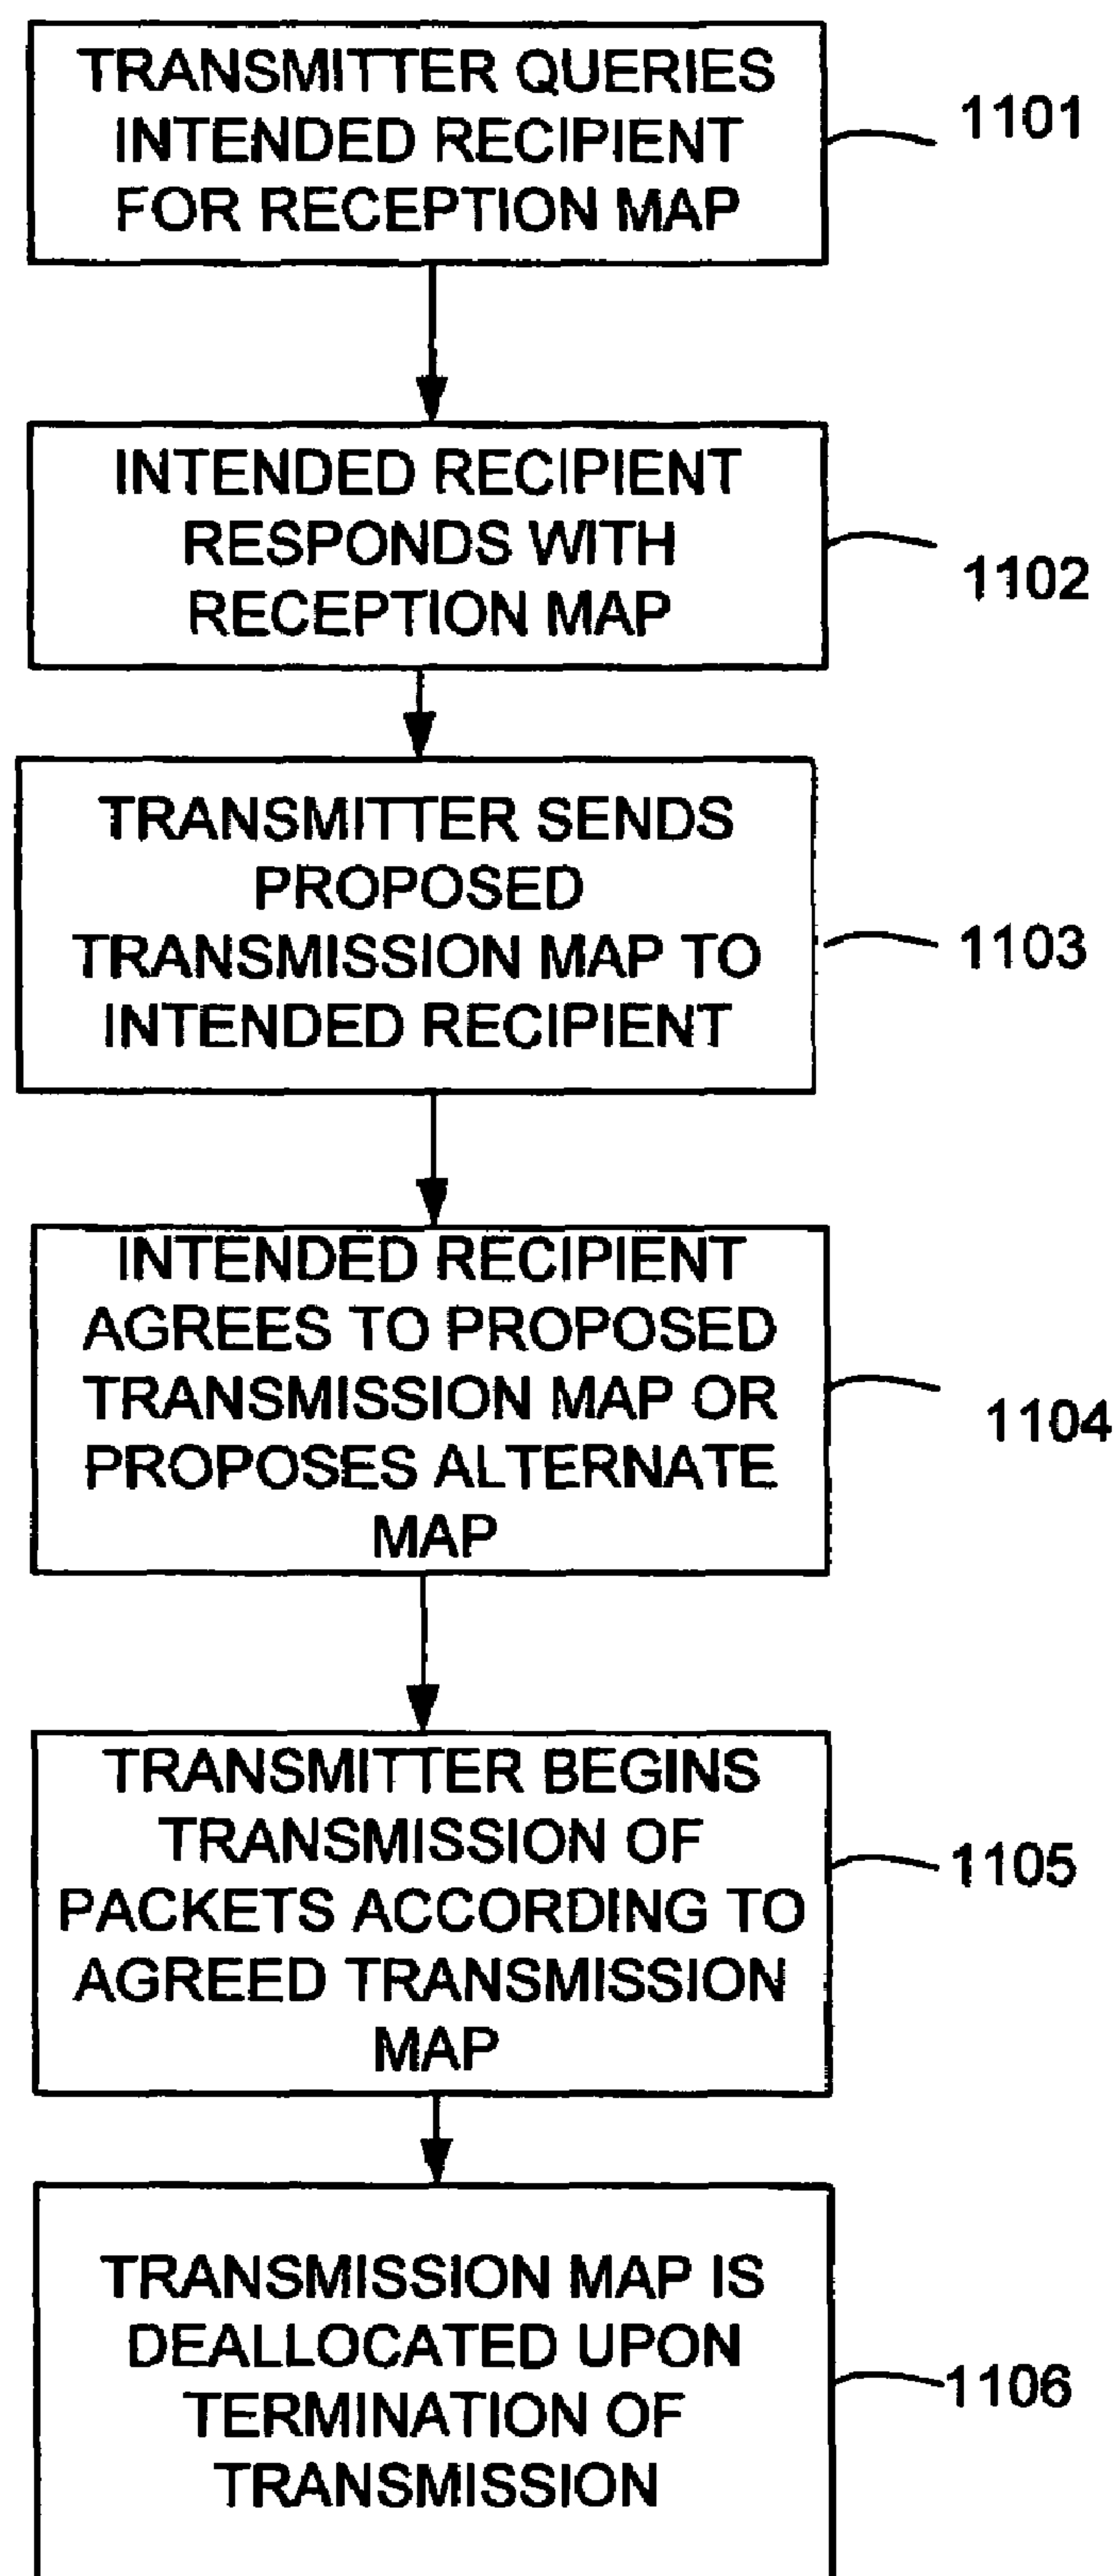 TRANSMITTER QUERIES
INTENDED RECIPIENT
FOR RECEPTION MAP
1101
INTENDED RECIPIENT
RESPONDS WITH
RECEPTION MAP
1102
TRANSMITTER SENDS
PROPOSED
TRANSMISSION MAP TO
INTENDED RECIPIENT
1103
INTENDED RECIPIENT
AGREES TO PROPOSED
TRANSMISSION MAP OR
PROPOSES ALTERNATE
MAP
1104
TRANSMITTER BEGINS
TRANSMISSION OF
PACKETS ACCORDING TO
AGREED TRANSMISSION
MAP
1105
TRANSMISSION MAP IS
DEALLOCATED UPON
TERMINATION OF
TRANSMISSION
1106